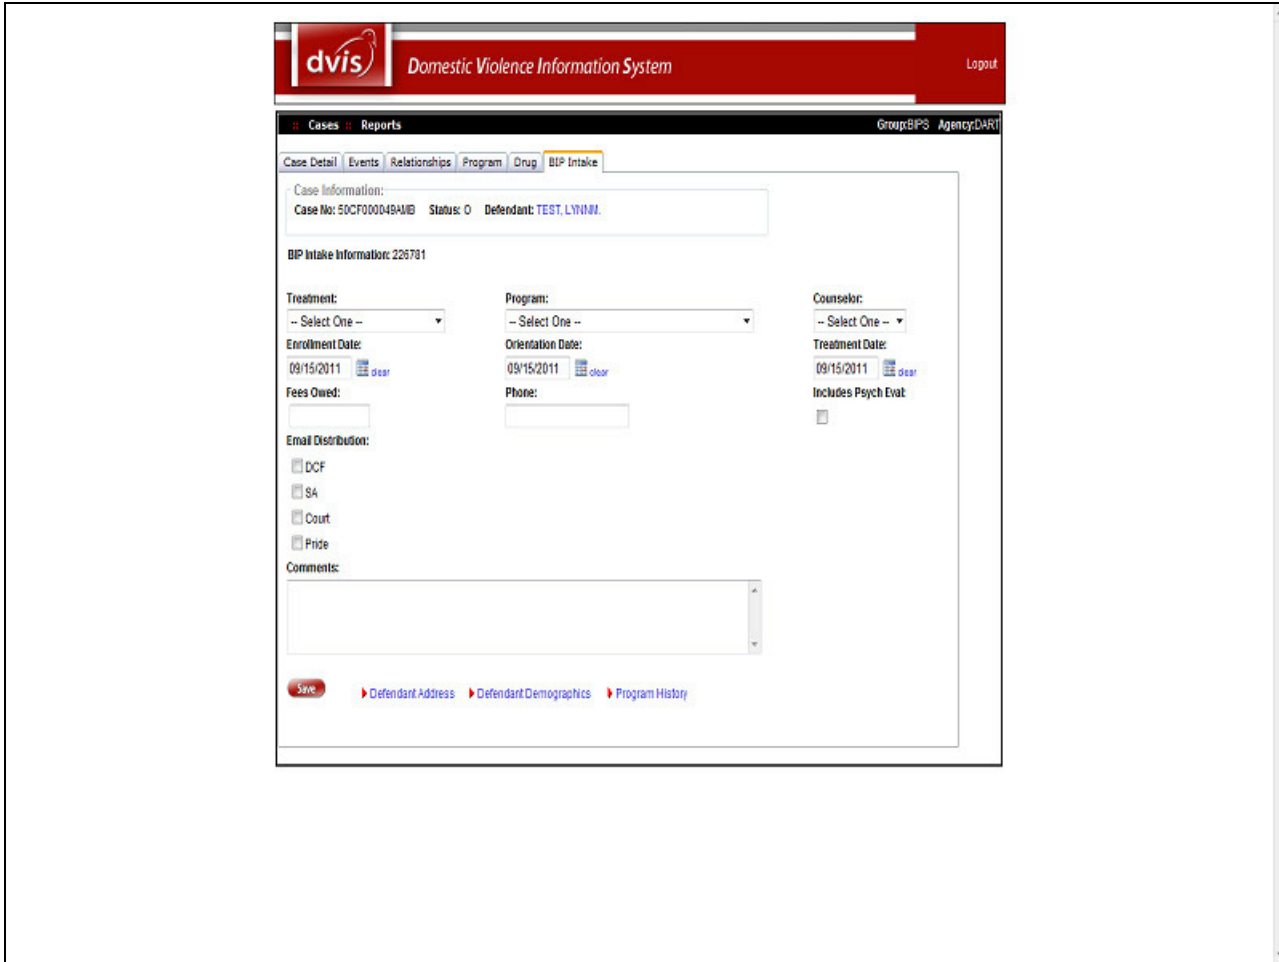 dvis
Domestic Violence Information System
Logout
:: Cases :: Reports Group:BIPS Agency:DART
Case Detail Events Relationships Program Drug BIP Intake
Case Information:
Case No: 50CF000049AMB Status: O Defendant: TEST, LYNNM.
BIP Intake Information: 226781
Treatment: Program: Counselor:
-- Select One -- -- Select One -- -- Select One --
Enrollment Date: Orientation Date: Treatment Date:
09/15/2011 clear 09/15/2011 clear 09/15/2011 clear
Fees Owed: Phone: Includes Psych Eval:
Email Distribution:
DCF
SA
Court
Pride
Comments:
Save Defendant Address Defendant Demographics Program History